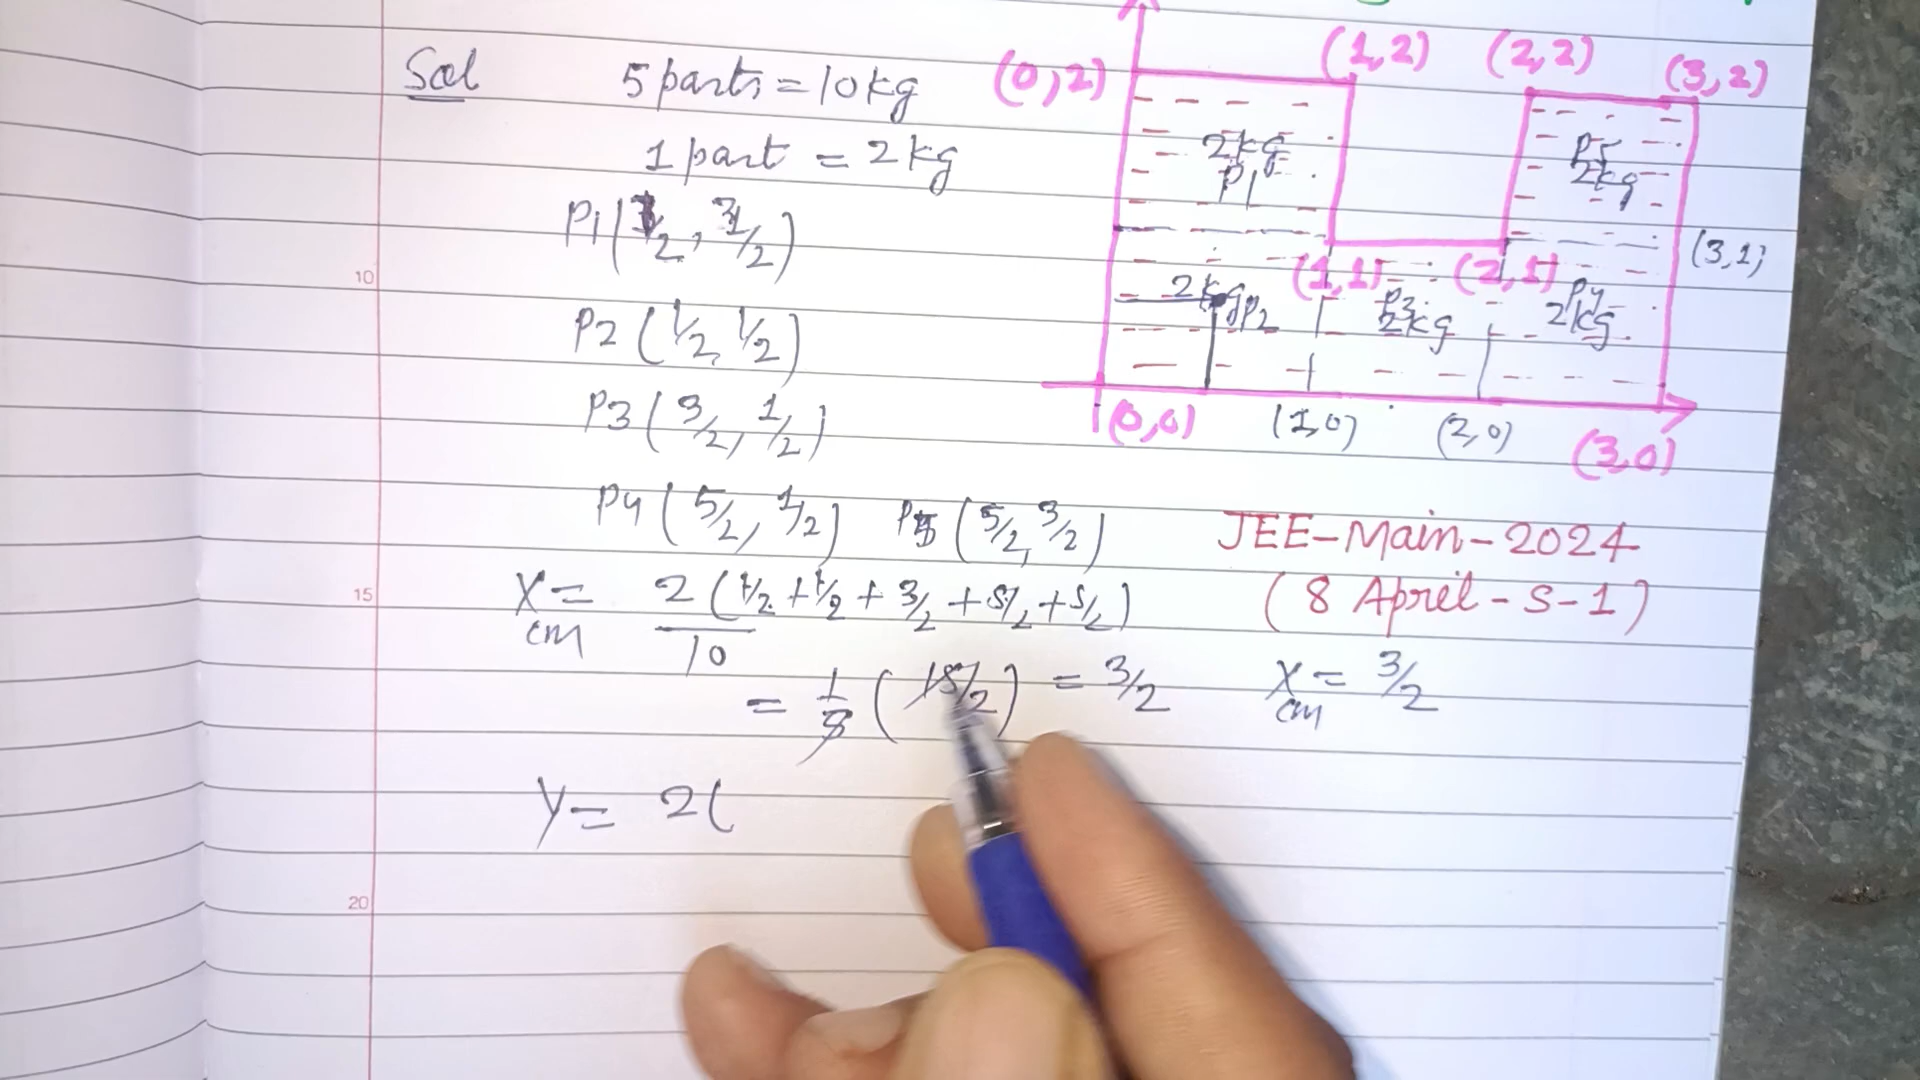 Sol 5 parts = 10kg
1 part = 2kg
P1(1/2, 3/2)
P2(1/2, 1/2)
P3(3/2, 1/2)
P4(5/2, 1/2) P5(5/2, 3/2)
Xcm = 2(1/2+1/2+3/2+5/2+5/2)
10
= 1/5 (15/2) = 3/2 Xcm = 3/2
Y = 2(
(0,2) (1,2) (2,2) (3,2)
2kg P1 P5 2kg
(3,1)
(1,1) (2,1)
2kg P2 P3 2kg P4 2kg
(0,0) (1,0) (2,0) (3,0)
JEE-Main-2024
(8 April-S-1)
10
15
20